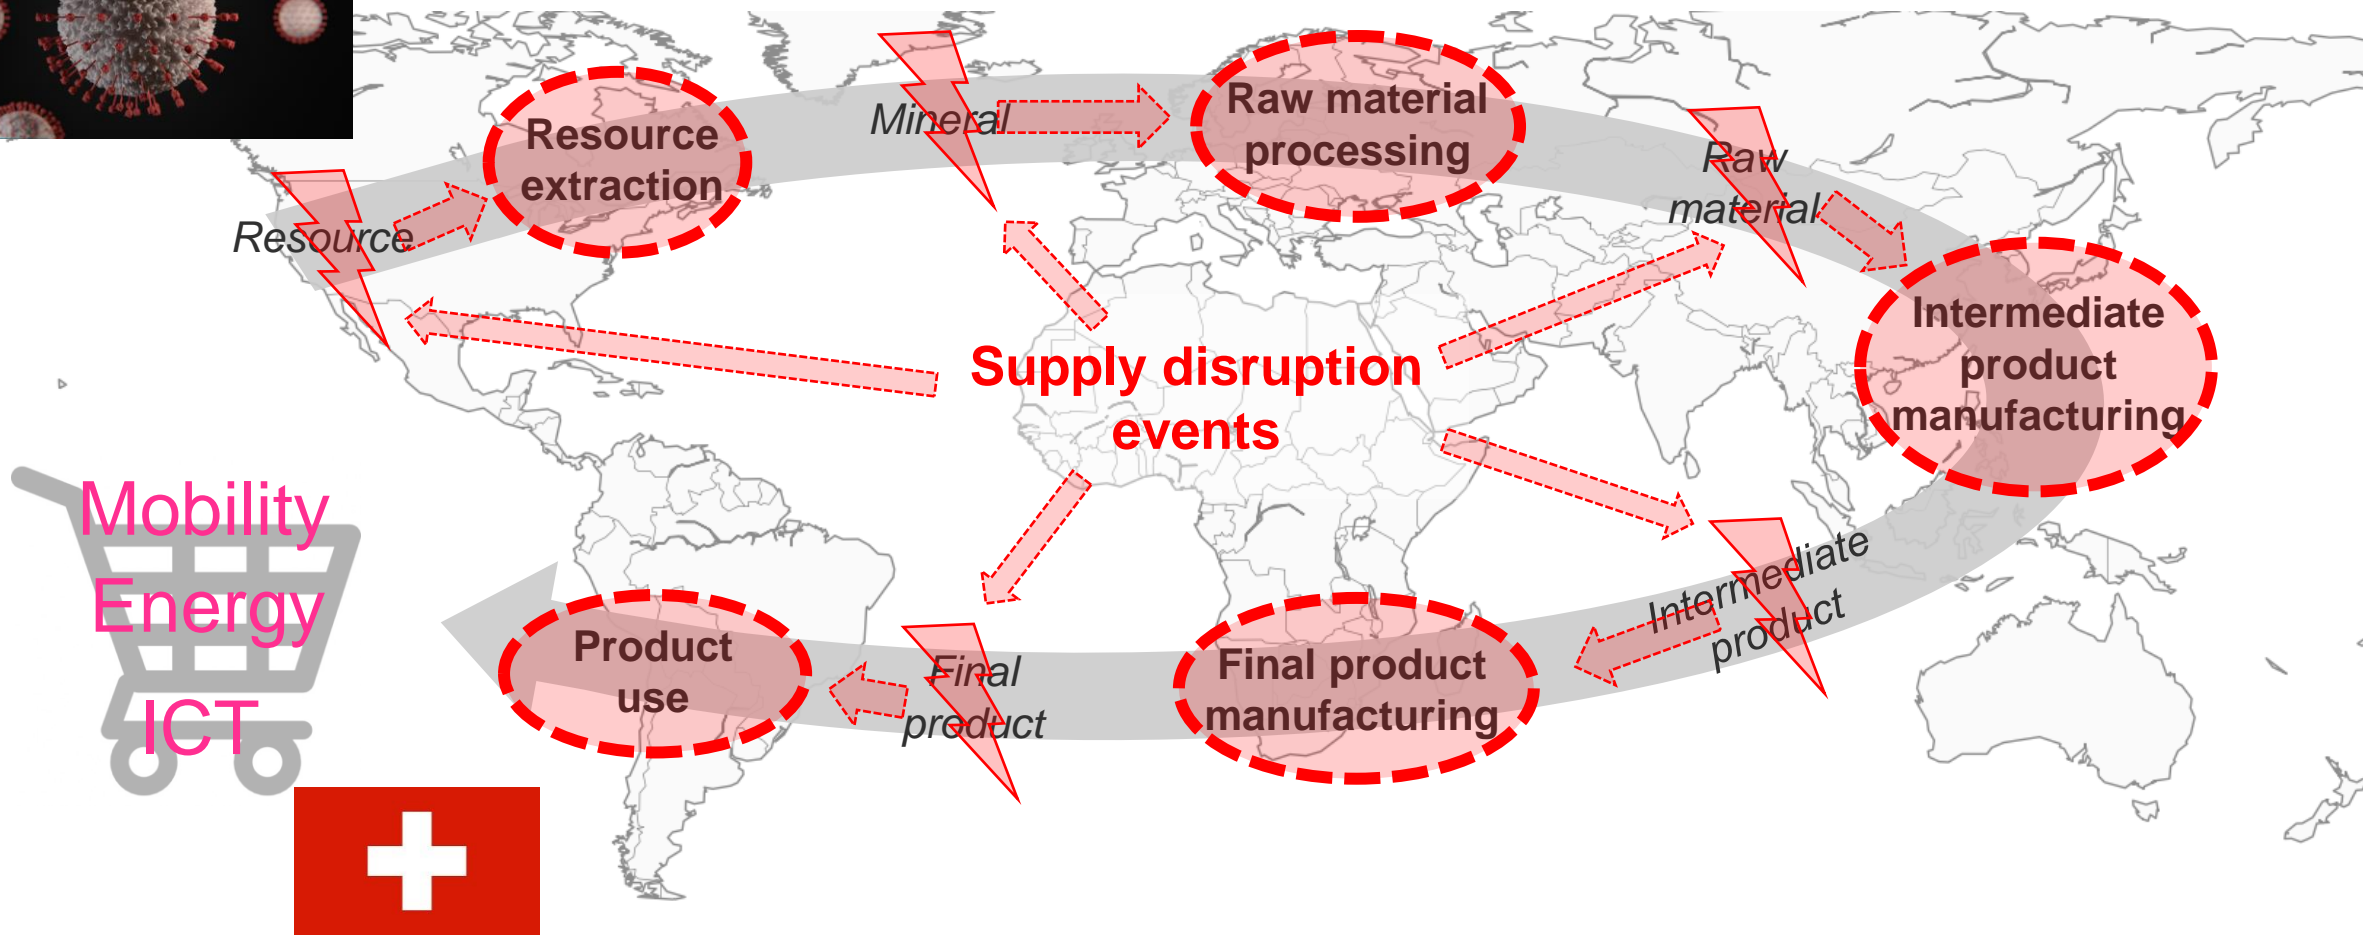 Resource
Resource
extraction
Mineral
Raw material
processing
Raw
material
Intermediate
product
manufacturing
Intermediate
product
Final product
manufacturing
Final
product
Product
use
Supply disruption
events
Mobility
Energy
ICT